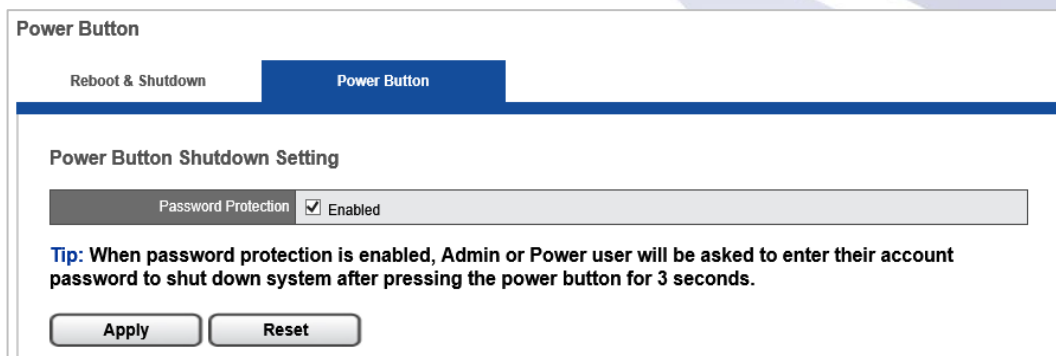 Power Button
Reboot & Shutdown
Power Button
Power Button Shutdown Setting
Password Protection
Enabled
Tip: When password protection is enabled, Admin or Power user will be asked to enter their account
password to shut down system after pressing the power button for 3 seconds.
Apply
Reset